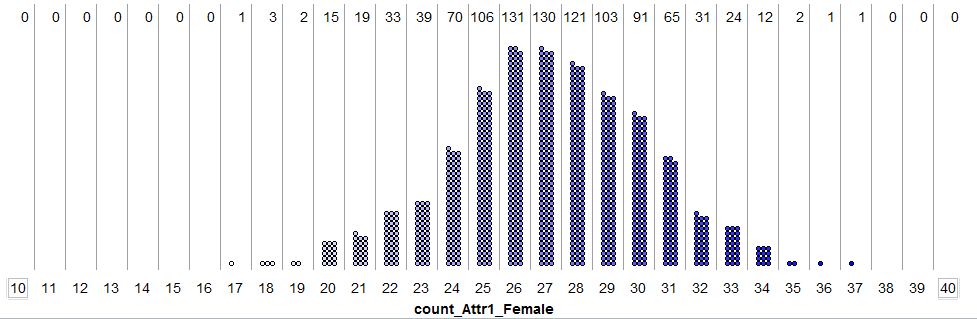 0 0 0 0 0 0 0 1 3 2 15 19 33 39 70 106 131 130 121 103 91 65 31 24 12 2 1 1 0 0 0
10 11 12 13 14 15 16 17 18 19 20 21 22 23 24 25 26 27 28 29 30 31 32 33 34 35 36 37 38 39 40
count_Attr1_Female